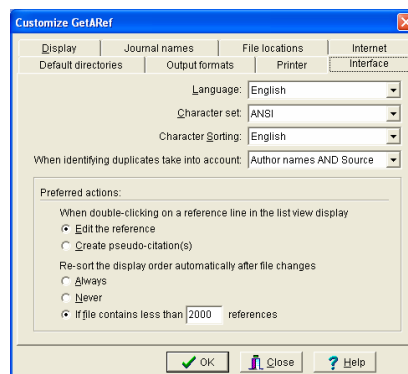 Customize GetARef
Display
Journal names
File locations
Internet
Default directories
Output formats
Printer
Interface
Language: English
Character set: ANSI
Character Sorting: English
When identifying duplicates take into account: Author names AND Source
Preferred actions:
When double-clicking on a reference line in the list view display
Edit the reference
Create pseudo-citation(s)
Re-sort the display order automatically after file changes
Always
Never
If file contains less than 2000 references
OK
Close
? Help